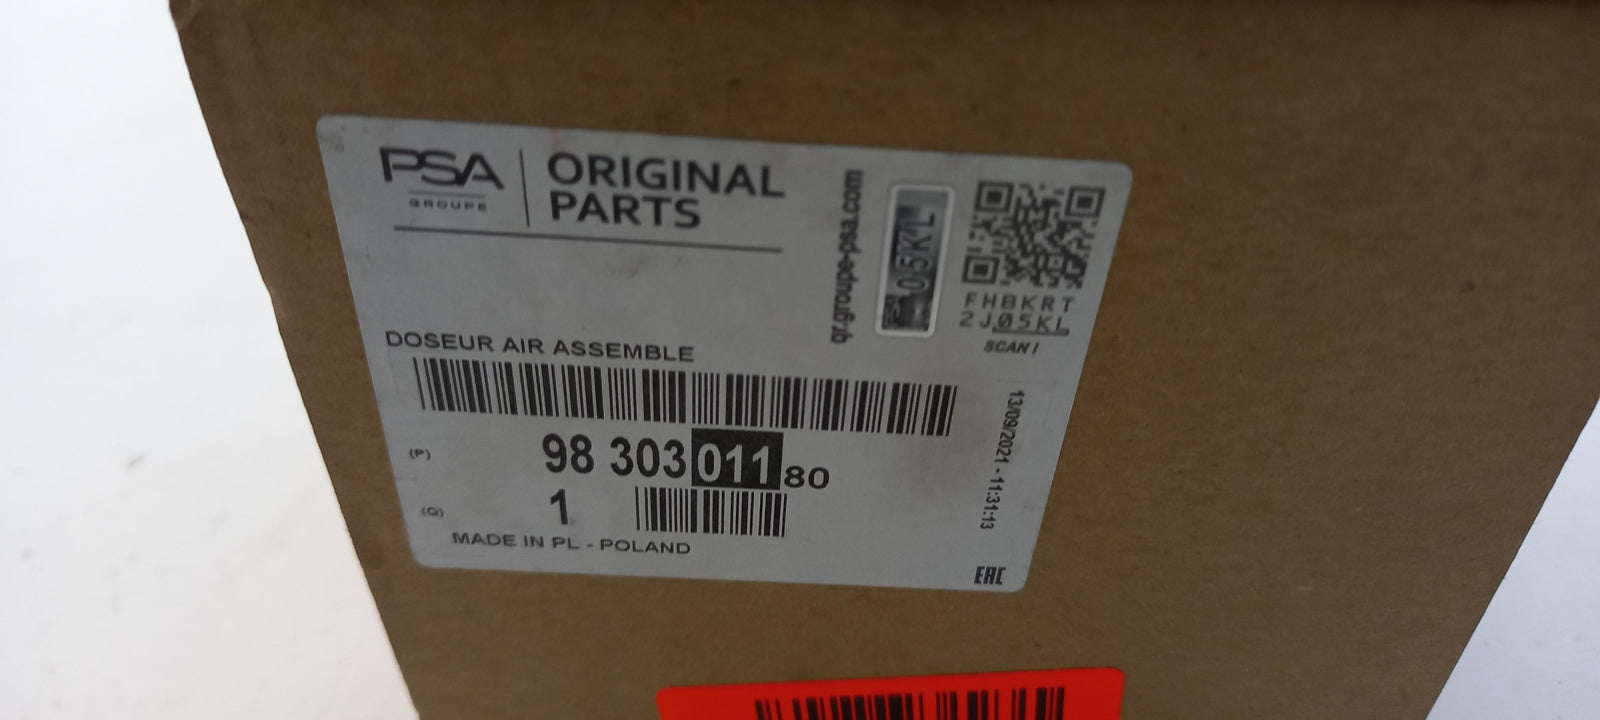 PSA
GROUPE
ORIGINAL
PARTS
qr.groupe-psa.com
05KL
FHBKRT
2J05KL
SCAN!
DOSEUR AIR ASSEMBLE
13/09/2021 - 11:31:13
(P) 98 303 011 80
(Q) 1
MADE IN PL - POLAND
EAC